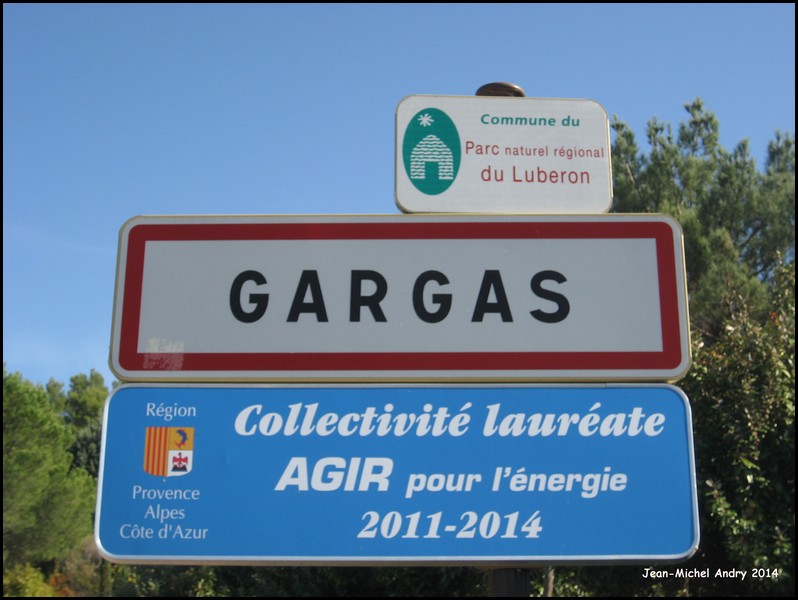 Commune du
Parc naturel régional
du Luberon
GARGAS
Région
Provence
Alpes
Côte d'Azur
Collectivité lauréate
AGIR pour l'énergie
2011-2014
Jean-Michel Andry 2014